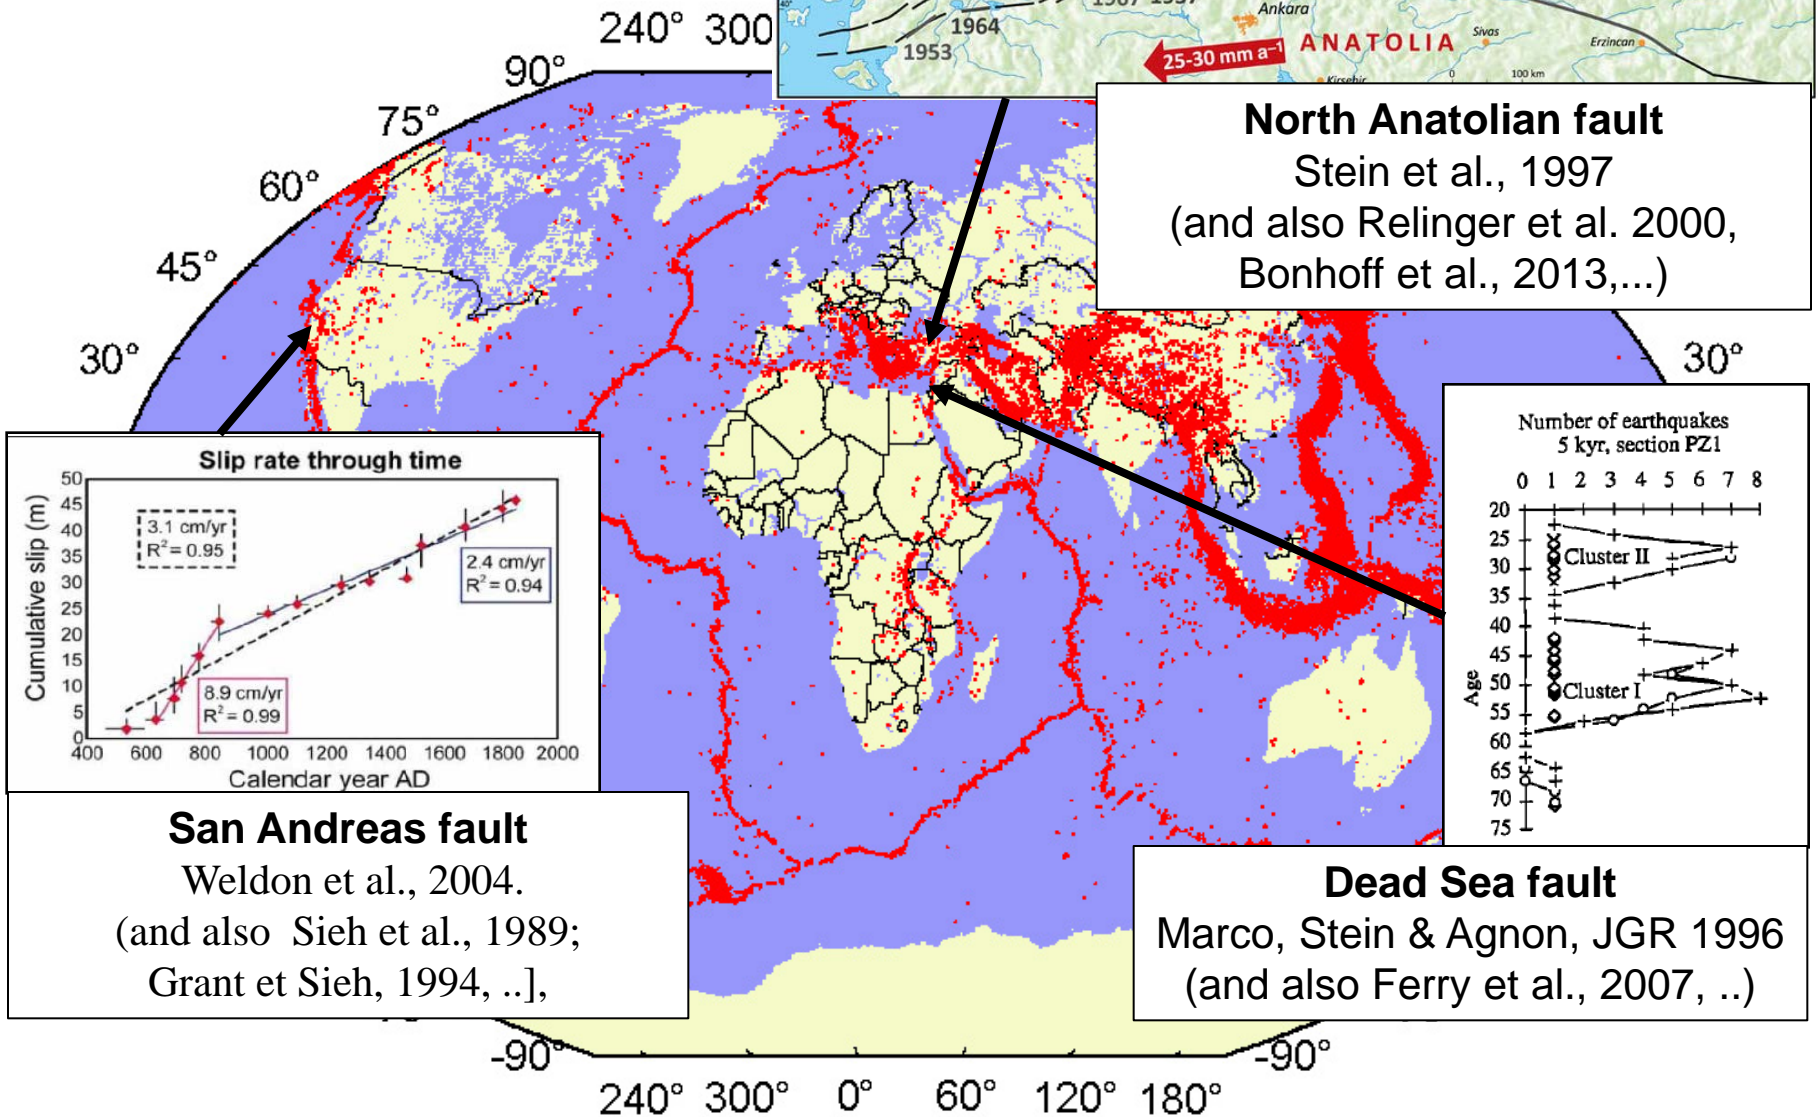 40°
1967
1957
1964
1953
Ankara
25-30 mm a⁻¹
ANATOLIA
Sivas
Erzincan
Kirsehir
0
100 km
240°
300
90°
75°
60°
45°
30°
30°
North Anatolian fault
Stein et al., 1997
(and also Relinger et al. 2000,
Bonhoff et al., 2013,...)
Slip rate through time
Cumulative slip (m)
50
45
40
35
30
25
20
15
10
5
0
3.1 cm/yr
R² = 0.95
2.4 cm/yr
R² = 0.94
8.9 cm/yr
R² = 0.99
400 600 800 1000 1200 1400 1600 1800 2000
Calendar year AD
San Andreas fault
Weldon et al., 2004.
(and also Sieh et al., 1989;
Grant et Sieh, 1994, ..],
Number of earthquakes
5 kyr, section PZ1
0 1 2 3 4 5 6 7 8
Age
20
25
30
35
40
45
50
55
60
65
70
75
Cluster II
Cluster I
Dead Sea fault
Marco, Stein & Agnon, JGR 1996
(and also Ferry et al., 2007, ..)
-90°
-90°
240° 300° 0° 60° 120° 180°